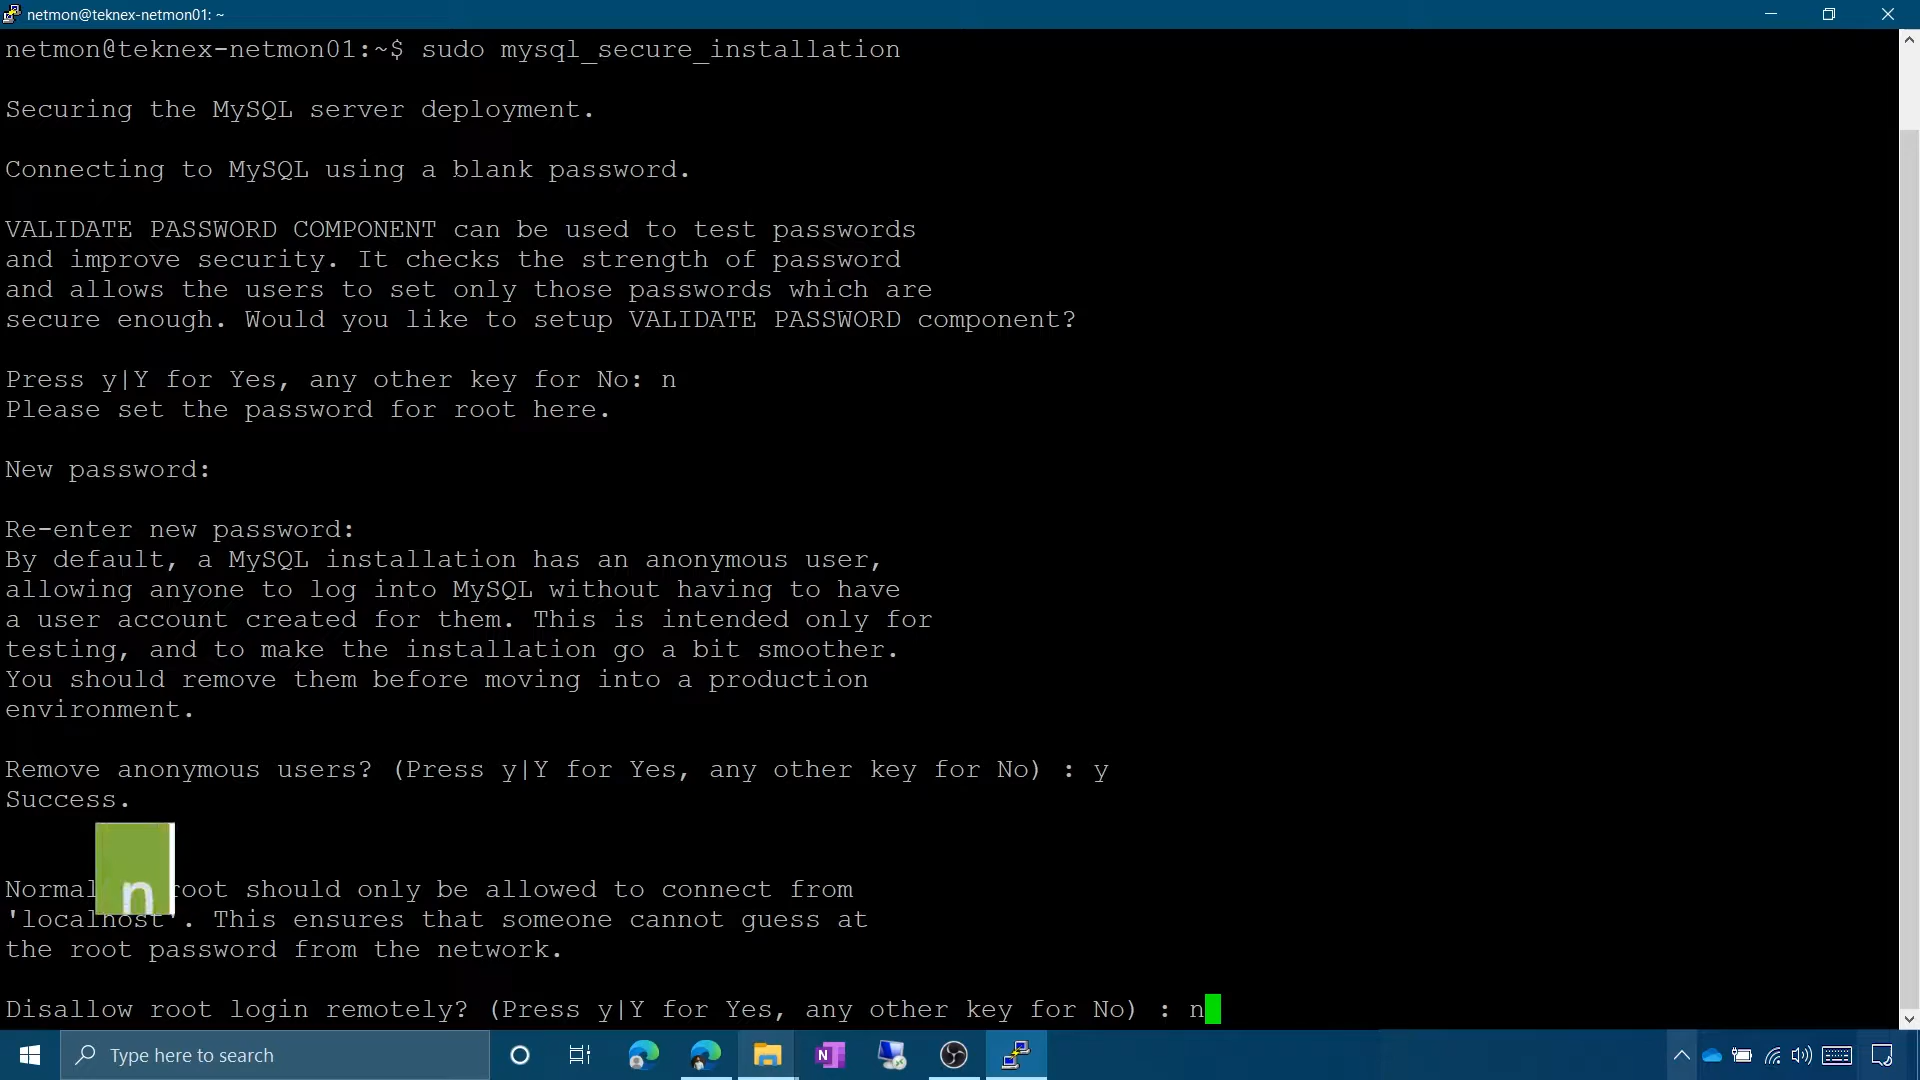 netmon@teknex-netmon01: ~
netmon@teknex-netmon01:~$ sudo mysql_secure_installation
Securing the MySQL server deployment.
Connecting to MySQL using a blank password.
VALIDATE PASSWORD COMPONENT can be used to test passwords
and improve security. It checks the strength of password
and allows the users to set only those passwords which are
secure enough. Would you like to setup VALIDATE PASSWORD component?
Press y|Y for Yes, any other key for No: n
Please set the password for root here.
New password:
Re-enter new password:
By default, a MySQL installation has an anonymous user,
allowing anyone to log into MySQL without having to have
a user account created for them. This is intended only for
testing, and to make the installation go a bit smoother.
You should remove them before moving into a production
environment.
Remove anonymous users? (Press y|Y for Yes, any other key for No) : y
Success.
n
root should only be allowed to connect from
'localhost'. This ensures that someone cannot guess at
the root password from the network.
Disallow root login remotely? (Press y|Y for Yes, any other key for No) : n
Type here to search